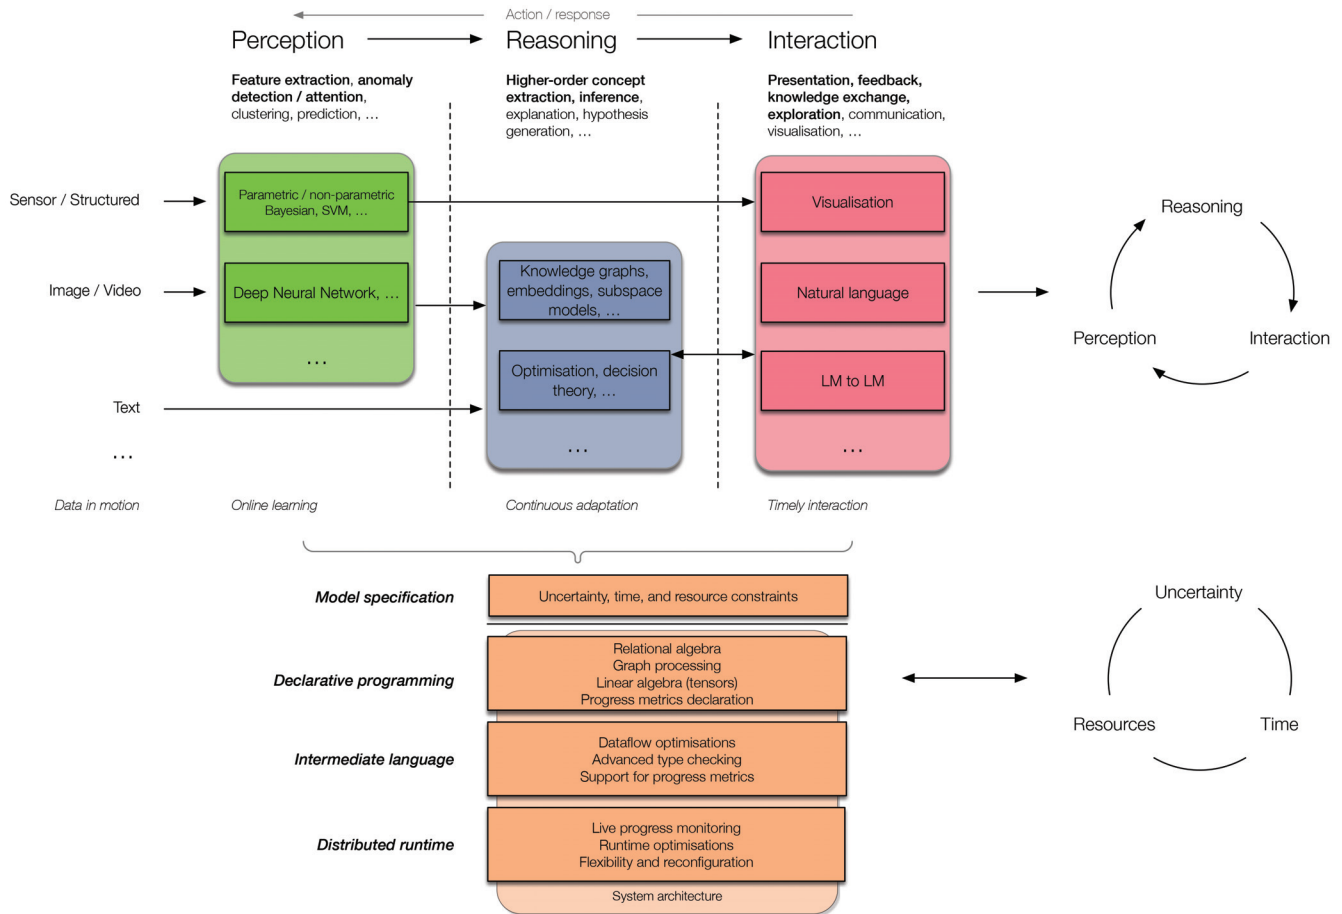 Action / response
Perception
Reasoning
Interaction
Feature extraction, anomaly
detection / attention,
clustering, prediction, …
Higher-order concept
extraction, inference,
explanation, hypothesis
generation, …
Presentation, feedback,
knowledge exchange,
exploration, communication,
visualisation, …
Sensor / Structured
Parametric / non-parametric
Bayesian, SVM, …
Visualisation
Image / Video
Deep Neural Network, …
Knowledge graphs,
embeddings, subspace
models, …
Natural language
…
Optimisation, decision
theory, …
LM to LM
Text
…
…
…
Data in motion
Online learning
Continuous adaptation
Timely interaction
Reasoning
Perception
Interaction
Model specification
Uncertainty, time, and resource constraints
Declarative programming
Relational algebra
Graph processing
Linear algebra (tensors)
Progress metrics declaration
Intermediate language
Dataflow optimisations
Advanced type checking
Support for progress metrics
Distributed runtime
Live progress monitoring
Runtime optimisations
Flexibility and reconfiguration
System architecture
Uncertainty
Resources
Time